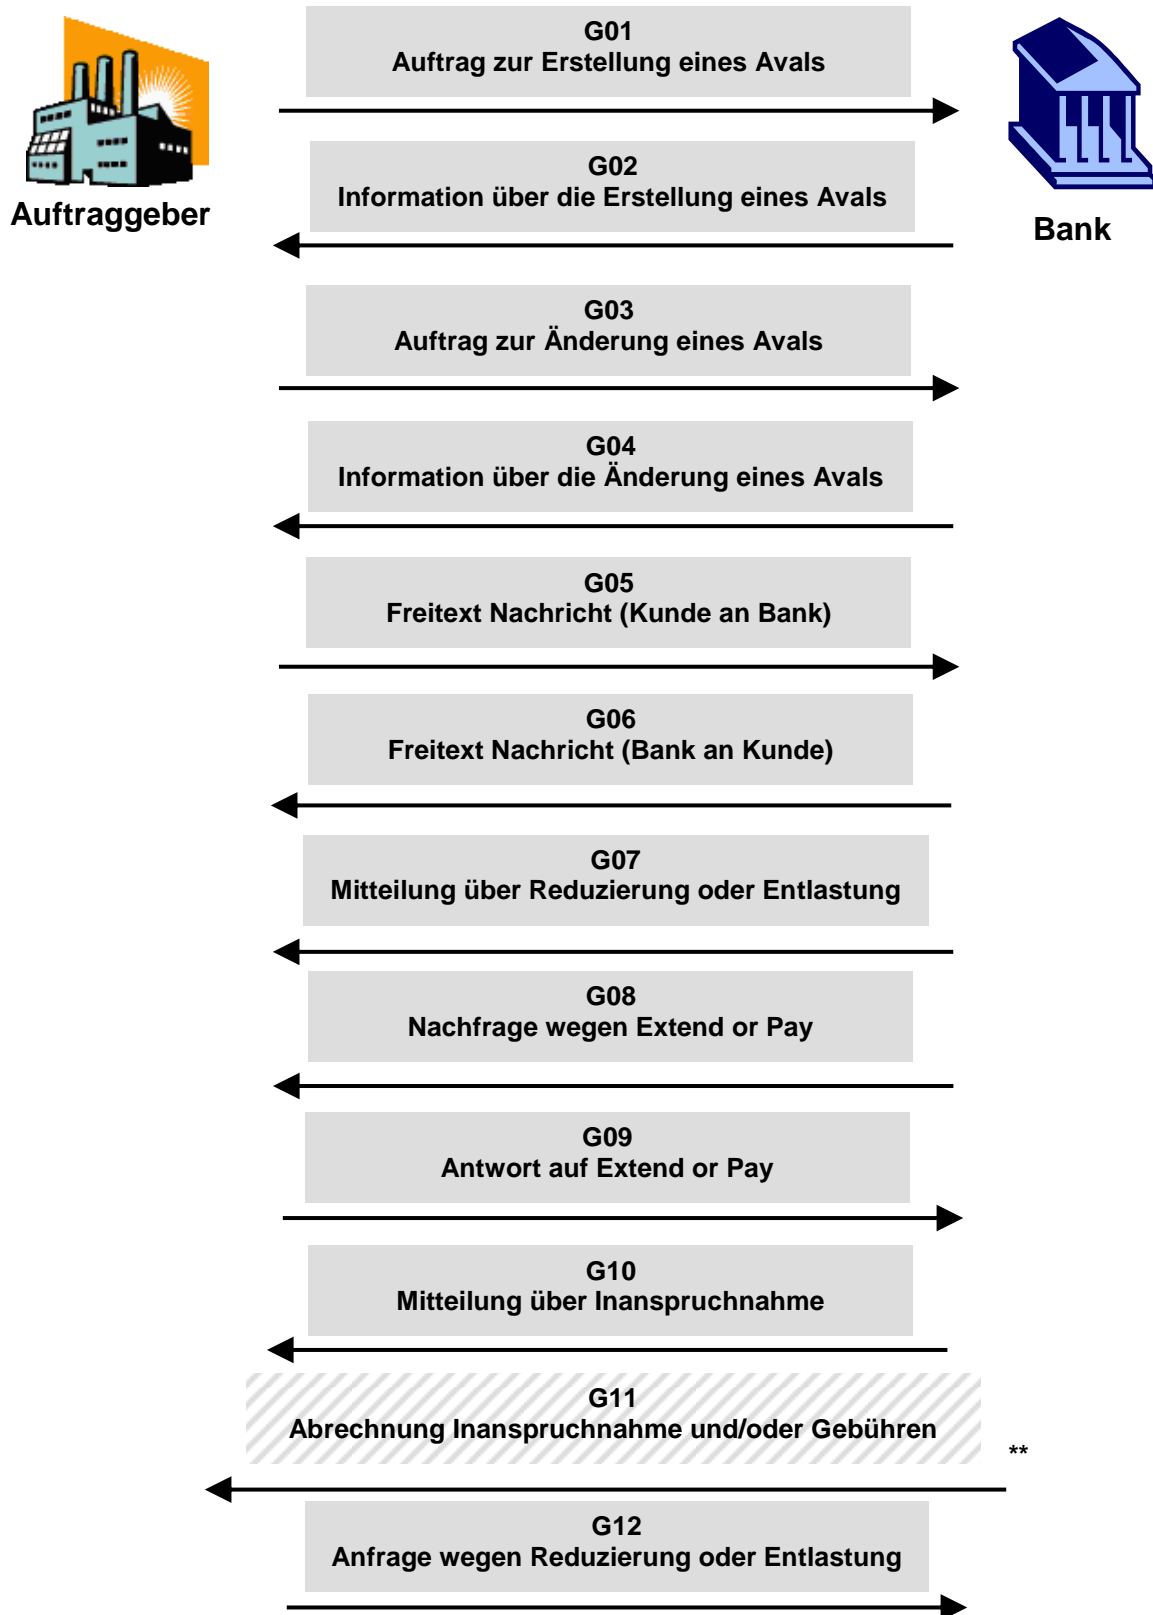 G01
Auftrag zur Erstellung eines Avals
G02
Information über die Erstellung eines Avals
Auftraggeber
Bank
G03
Auftrag zur Änderung eines Avals
G04
Information über die Änderung eines Avals
G05
Freitext Nachricht (Kunde an Bank)
G06
Freitext Nachricht (Bank an Kunde)
G07
Mitteilung über Reduzierung oder Entlastung
G08
Nachfrage wegen Extend or Pay
G09
Antwort auf Extend or Pay
G10
Mitteilung über Inanspruchnahme
G11
Abrechnung Inanspruchnahme und/oder Gebühren
**
G12
Anfrage wegen Reduzierung oder Entlastung